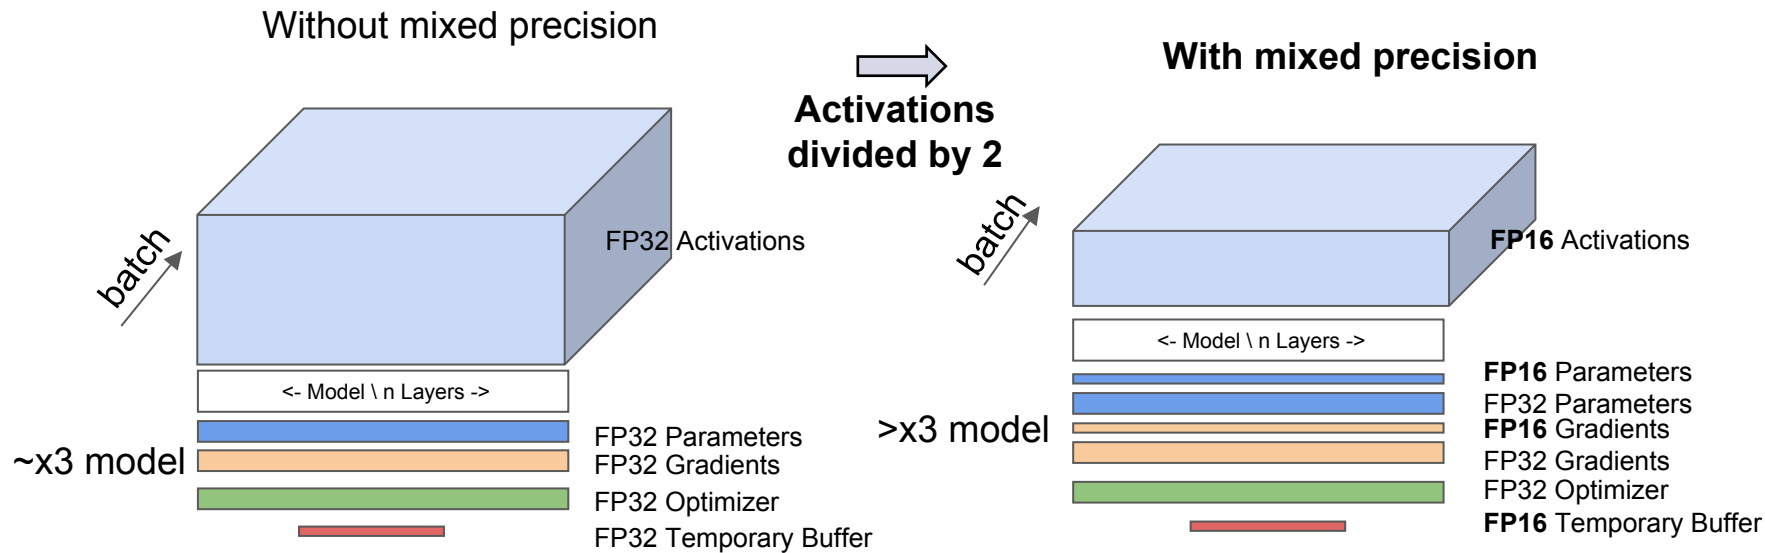 Without mixed precision
With mixed precision
Activations
divided by 2
batch
FP32 Activations
<- Model \ n Layers ->
~x3 model
FP32 Parameters
FP32 Gradients
FP32 Optimizer
FP32 Temporary Buffer
batch
FP16 Activations
<- Model \ n Layers ->
>x3 model
FP16 Parameters
FP32 Parameters
FP16 Gradients
FP32 Gradients
FP32 Optimizer
FP16 Temporary Buffer